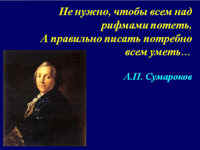 Не нужно, чтобы всем над
рифмами потеть,
А правильно писать потребно
всем уметь…
А.П. Сумароков